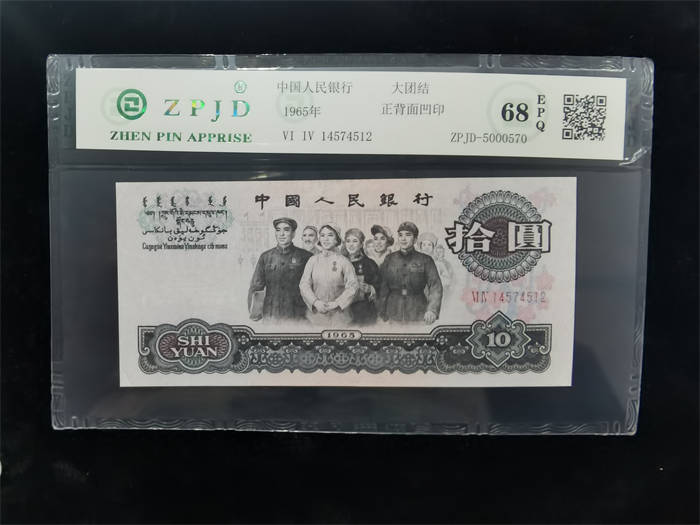 ZPJD
ZHEN PIN APPRISE
中国人民银行 大团结
1965年 正背面凹印
VI IV 14574512 ZPJD-5000570
68 EPQ
中國人民銀行
拾圓
VI IV 14574512
1965
SHI
YUAN
10